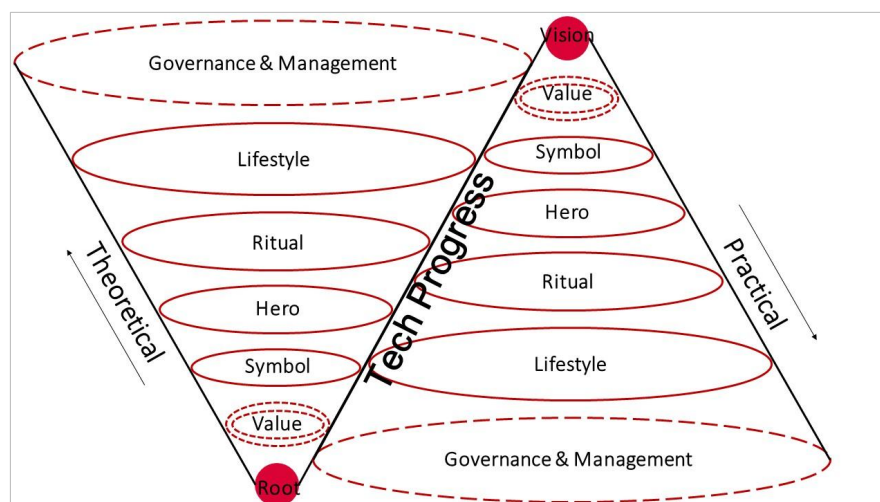 Vision
Governance & Management
Value
Symbol
Lifestyle
Hero
Ritual
Tech Progress
Theoretical
Practical
Ritual
Hero
Symbol
Lifestyle
Value
Governance & Management
Root